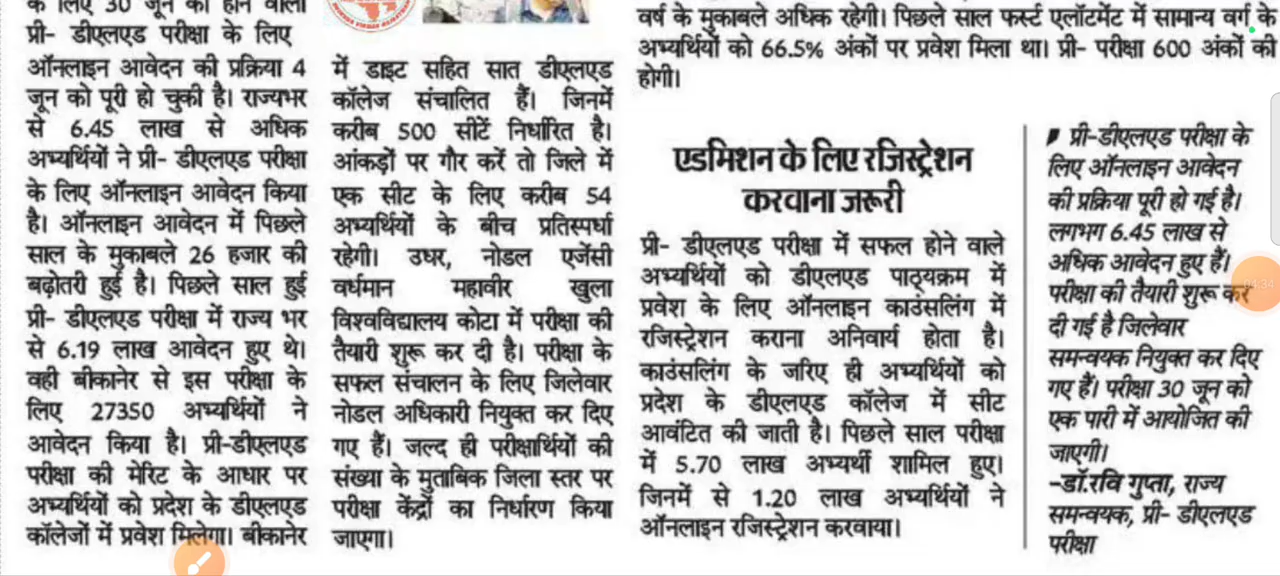 के लिए 30 जून को होने वाली
प्री- डीएलएड परीक्षा के लिए
ऑनलाइन आवेदन की प्रक्रिया 4
जून को पूरी हो चुकी है। राज्यभर
से 6.45 लाख से अधिक
अभ्यर्थियों ने प्री- डीएलएड परीक्षा
के लिए ऑनलाइन आवेदन किया
है। ऑनलाइन आवेदन में पिछले
साल के मुकाबले 26 हजार की
बढ़ोतरी हुई है। पिछले साल हुई
प्री- डीएलएड परीक्षा में राज्य भर
से 6.19 लाख आवेदन हुए थे।
वही बीकानेर से इस परीक्षा के
लिए 27350 अभ्यर्थियों ने
आवेदन किया है। प्री-डीएलएड
परीक्षा की मेरिट के आधार पर
अभ्यर्थियों को प्रदेश के डीएलएड
कॉलेजों में प्रवेश मिलेगा। बीकानेर
में डाइट सहित सात डीएलएड
कॉलेज संचालित हैं। जिनमें
करीब 500 सीटें निर्धारित है।
आंकड़ों पर गौर करें तो जिले में
एक सीट के लिए करीब 54
अभ्यर्थियों के बीच प्रतिस्पर्धा
रहेगी। उधर, नोडल एजेंसी
वर्धमान महावीर खुला
विश्वविद्यालय कोटा में परीक्षा की
तैयारी शुरू कर दी है। परीक्षा के
सफल संचालन के लिए जिलेवार
नोडल अधिकारी नियुक्त कर दिए
गए हैं। जल्द ही परीक्षार्थियों की
संख्या के मुताबिक जिला स्तर पर
परीक्षा केंद्रों का निर्धारण किया
जाएगा।
वर्ष के मुकाबले अधिक रहेगी। पिछले साल फर्स्ट एलॉटमेंट में सामान्य वर्ग के
अभ्यर्थियों को 66.5% अंकों पर प्रवेश मिला था। प्री- परीक्षा 600 अंकों की
होगी।
एडमिशन के लिए रजिस्ट्रेशन
करवाना जरूरी
प्री- डीएलएड परीक्षा में सफल होने वाले
अभ्यर्थियों को डीएलएड पाठ्यक्रम में
प्रवेश के लिए ऑनलाइन काउंसलिंग में
रजिस्ट्रेशन कराना अनिवार्य होता है।
काउंसलिंग के जरिए ही अभ्यर्थियों को
प्रदेश के डीएलएड कॉलेज में सीट
आवंटित की जाती है। पिछले साल परीक्षा
में 5.70 लाख अभ्यर्थी शामिल हुए।
जिनमें से 1.20 लाख अभ्यर्थियों ने
ऑनलाइन रजिस्ट्रेशन करवाया।
प्री-डीएलएड परीक्षा के
लिए ऑनलाइन आवेदन
की प्रक्रिया पूरी हो गई है।
लगभग 6.45 लाख से
अधिक आवेदन हुए हैं।
परीक्षा की तैयारी शुरू कर
दी गई है जिलेवार
समन्वयक नियुक्त कर दिए
गए हैं। परीक्षा 30 जून को
एक पारी में आयोजित की
जाएगी।
-डॉ.रवि गुप्ता, राज्य
समन्वयक, प्री- डीएलएड
परीक्षा
04:34